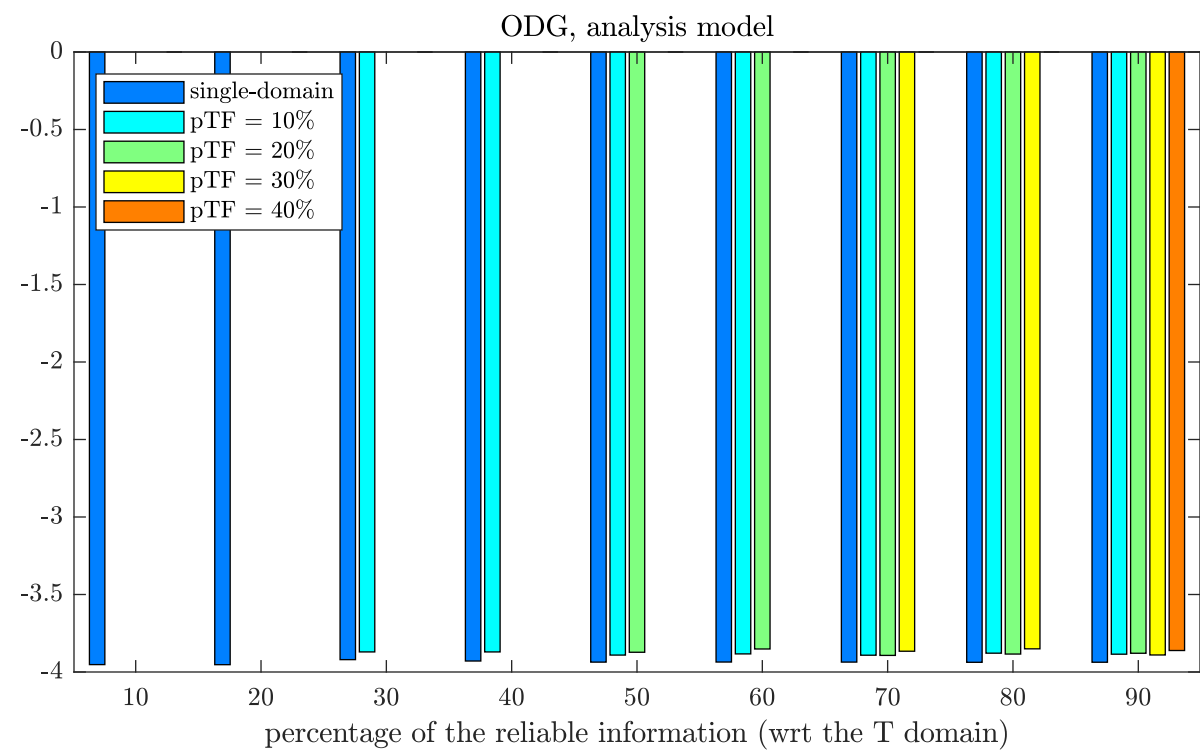 ODG, analysis model
0
-0.5
-1
-1.5
-2
-2.5
-3
-3.5
-4
single-domain
pTF = 10%
pTF = 20%
pTF = 30%
pTF = 40%
10 20 30 40 50 60 70 80 90
percentage of the reliable information (wrt the T domain)